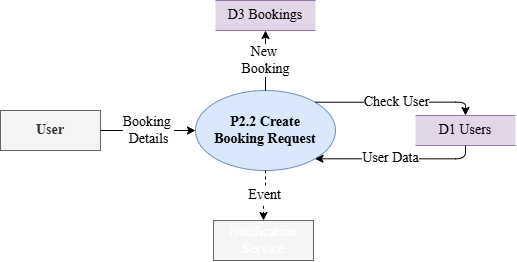 D3 Bookings
New
Booking
User
Booking
Details
P2.2 Create
Booking Request
Check User
D1 Users
User Data
Event
Notification
Service